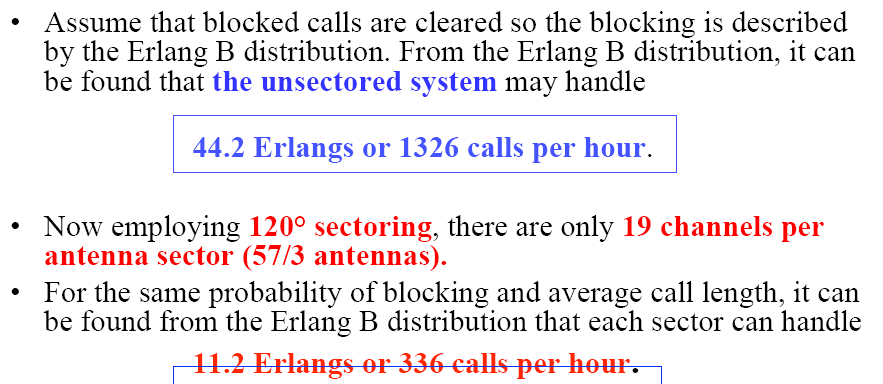 • Assume that blocked calls are cleared so the blocking is described
by the Erlang B distribution. From the Erlang B distribution, it can
be found that the unsectored system may handle
44.2 Erlangs or 1326 calls per hour.
• Now employing 120° sectoring, there are only 19 channels per
antenna sector (57/3 antennas).
• For the same probability of blocking and average call length, it can
be found from the Erlang B distribution that each sector can handle
11.2 Erlangs or 336 calls per hour.